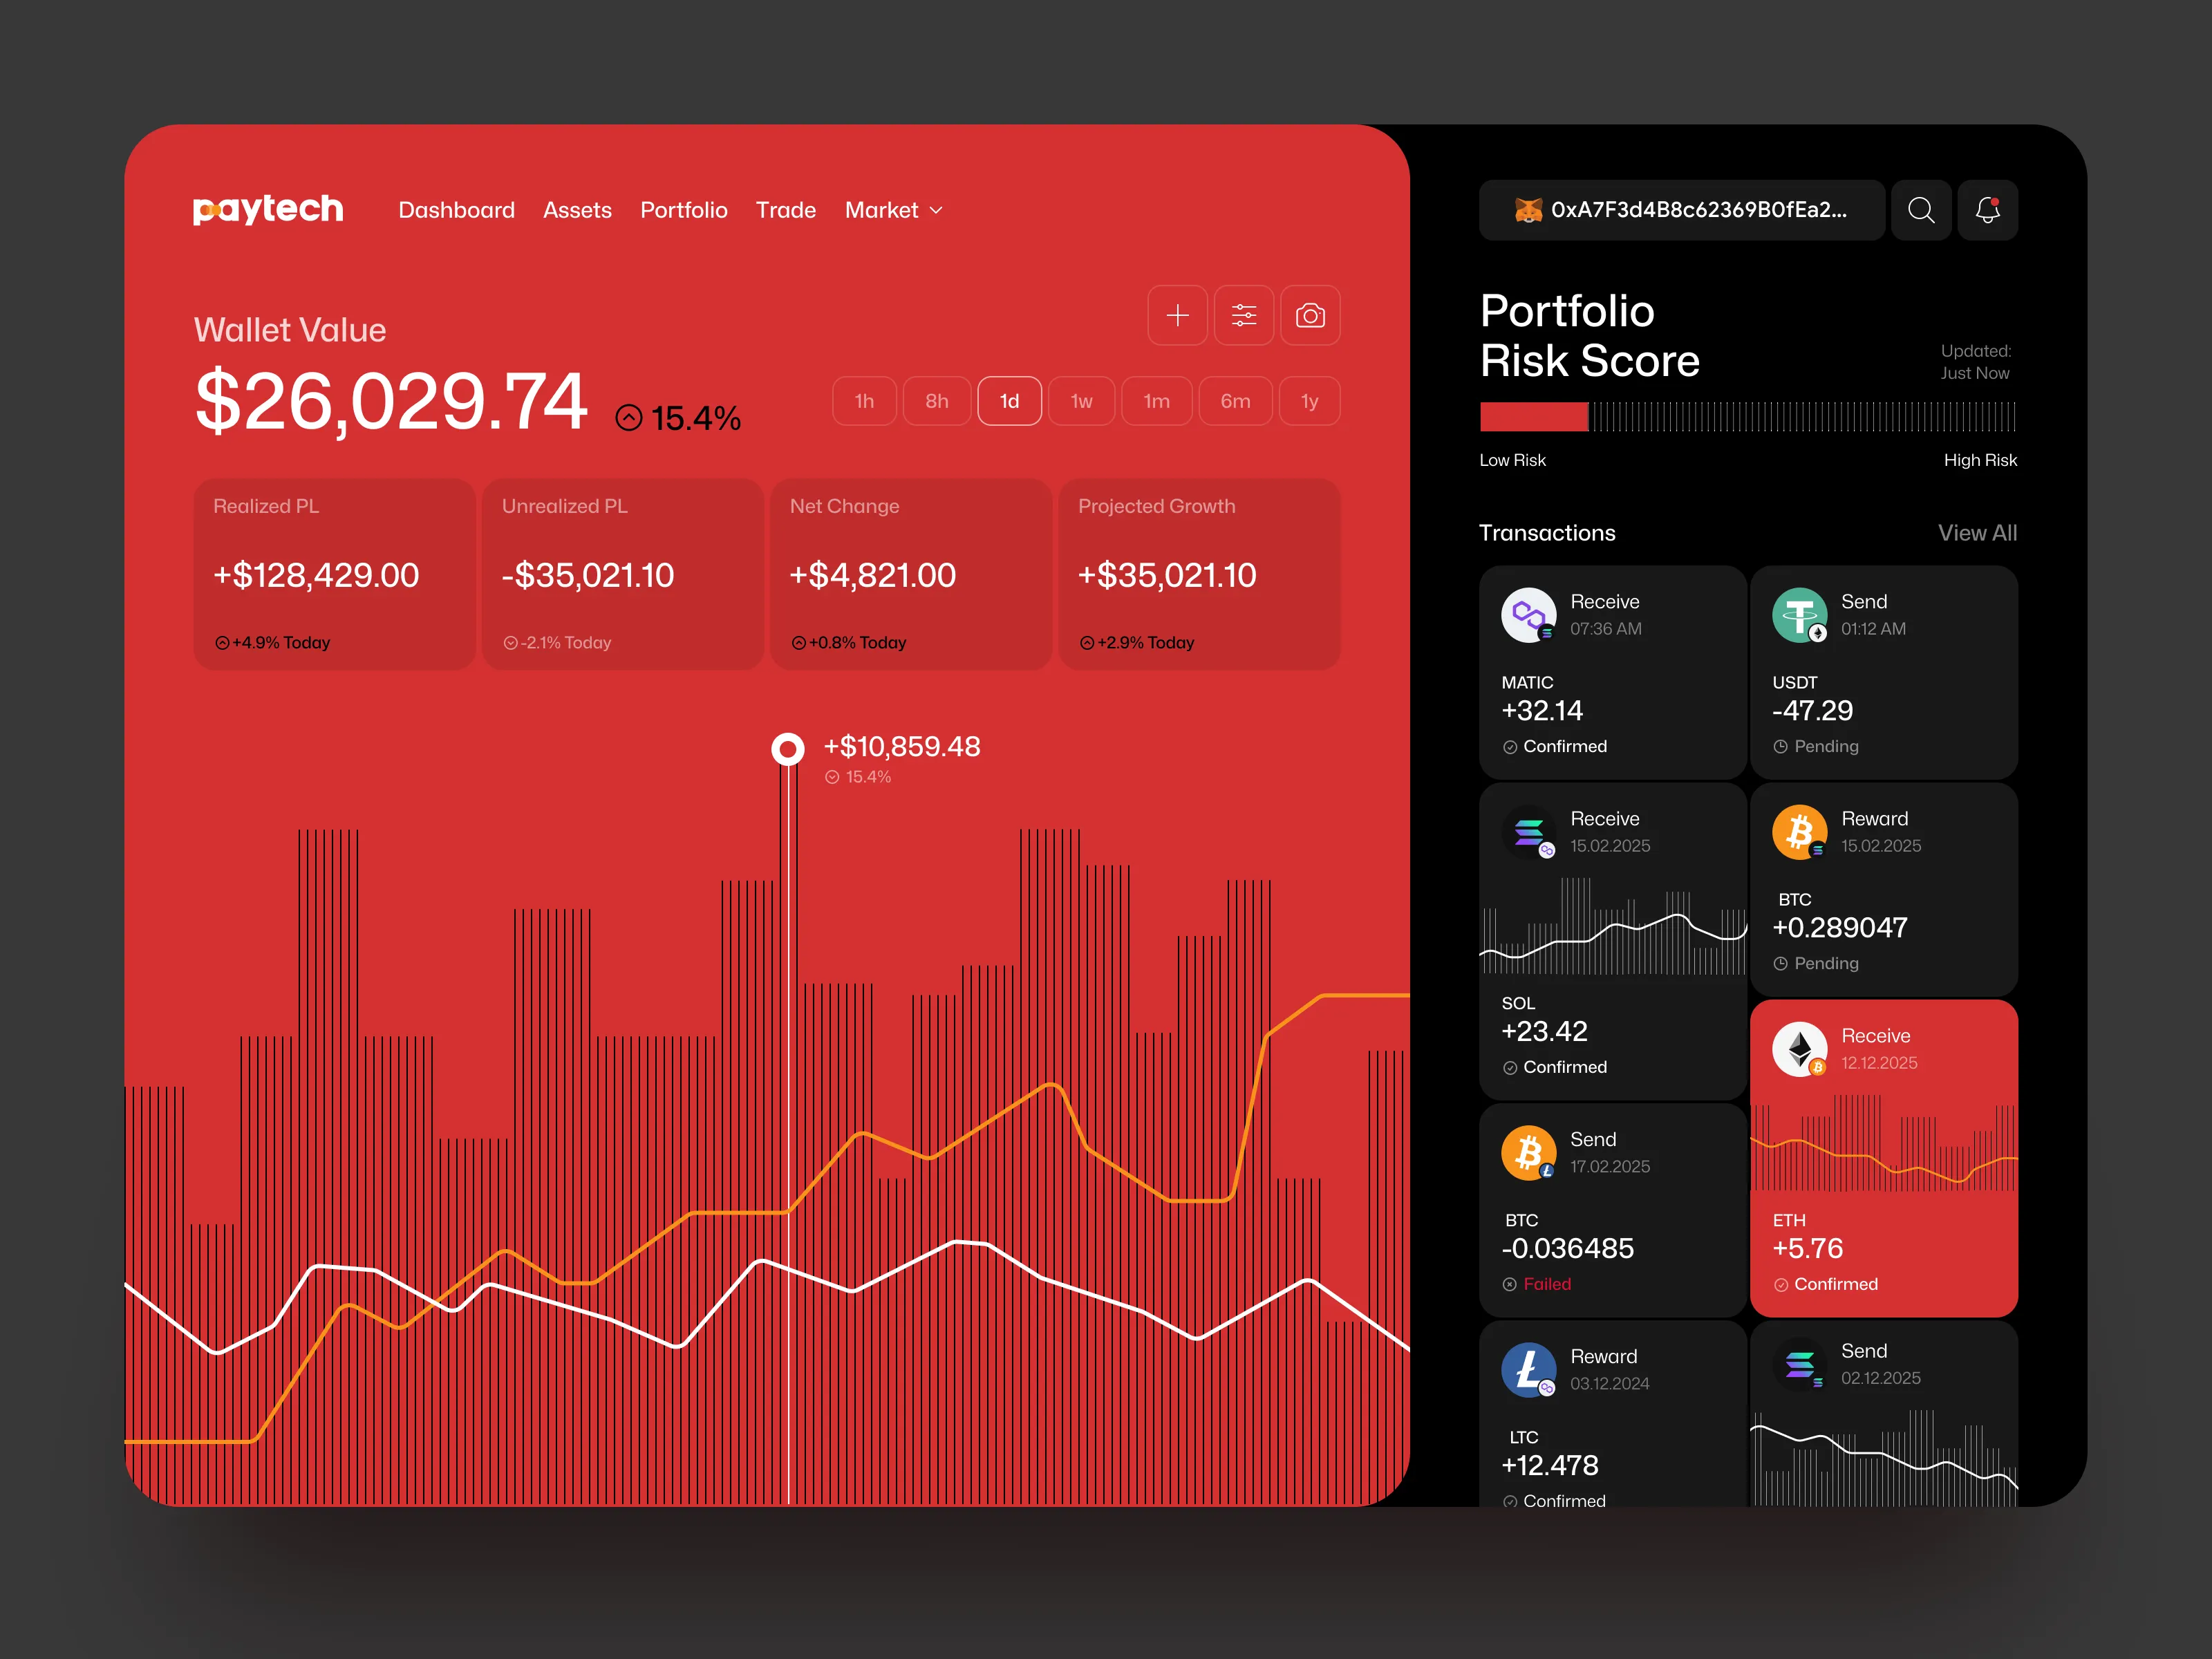 paytech
Dashboard
Assets
Portfolio
Trade
Market
Wallet Value
$26,029.74
15.4%
1h
8h
1d
1w
1m
6m
1y
Realized PL
+$128,429.00
+4.9% Today
Unrealized PL
-$35,021.10
-2.1% Today
Net Change
+$4,821.00
+0.8% Today
Projected Growth
+$35,021.10
+2.9% Today
+$10,859.48
15.4%
0xA7F3d4B8c62369B0fEa2...
Portfolio
Risk Score
Updated:
Just Now
Low Risk
High Risk
Transactions
View All
Receive
07:36 AM
MATIC
+32.14
Confirmed
Send
01:12 AM
USDT
-47.29
Pending
Receive
15.02.2025
SOL
+23.42
Confirmed
Reward
15.02.2025
BTC
+0.289047
Pending
Send
17.02.2025
BTC
-0.036485
Failed
Receive
12.12.2025
ETH
+5.76
Confirmed
Reward
03.12.2024
LTC
+12.478
Confirmed
Send
02.12.2025